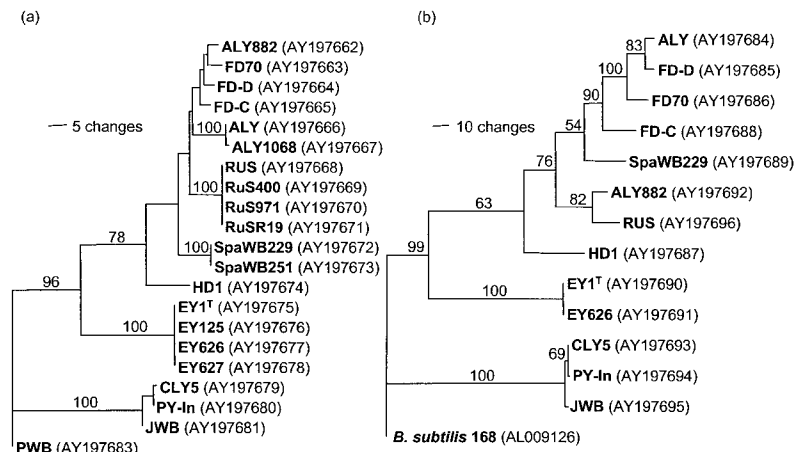 (a)
ALY882 (AY197662)
FD70 (AY197663)
FD-D (AY197664)
FD-C (AY197665)
5 changes
100
ALY (AY197666)
ALY1068 (AY197667)
RUS (AY197668)
100
RuS400 (AY197669)
RuS971 (AY197670)
RuSR19 (AY197671)
78
100
SpaWB229 (AY197672)
SpaWB251 (AY197673)
96
HD1 (AY197674)
EY1ᵀ (AY197675)
100
EY125 (AY197676)
EY626 (AY197677)
EY627 (AY197678)
CLY5 (AY197679)
100
PY-In (AY197680)
JWB (AY197681)
PWB (AY197683)
(b)
83
ALY (AY197684)
100
FD-D (AY197685)
90
FD70 (AY197686)
10 changes
54
FD-C (AY197688)
76
SpaWB229 (AY197689)
82
ALY882 (AY197692)
63
RUS (AY197696)
99
HD1 (AY197687)
EY1ᵀ (AY197690)
100
EY626 (AY197691)
69
CLY5 (AY197693)
100
PY-In (AY197694)
JWB (AY197695)
B. subtilis 168 (AL009126)